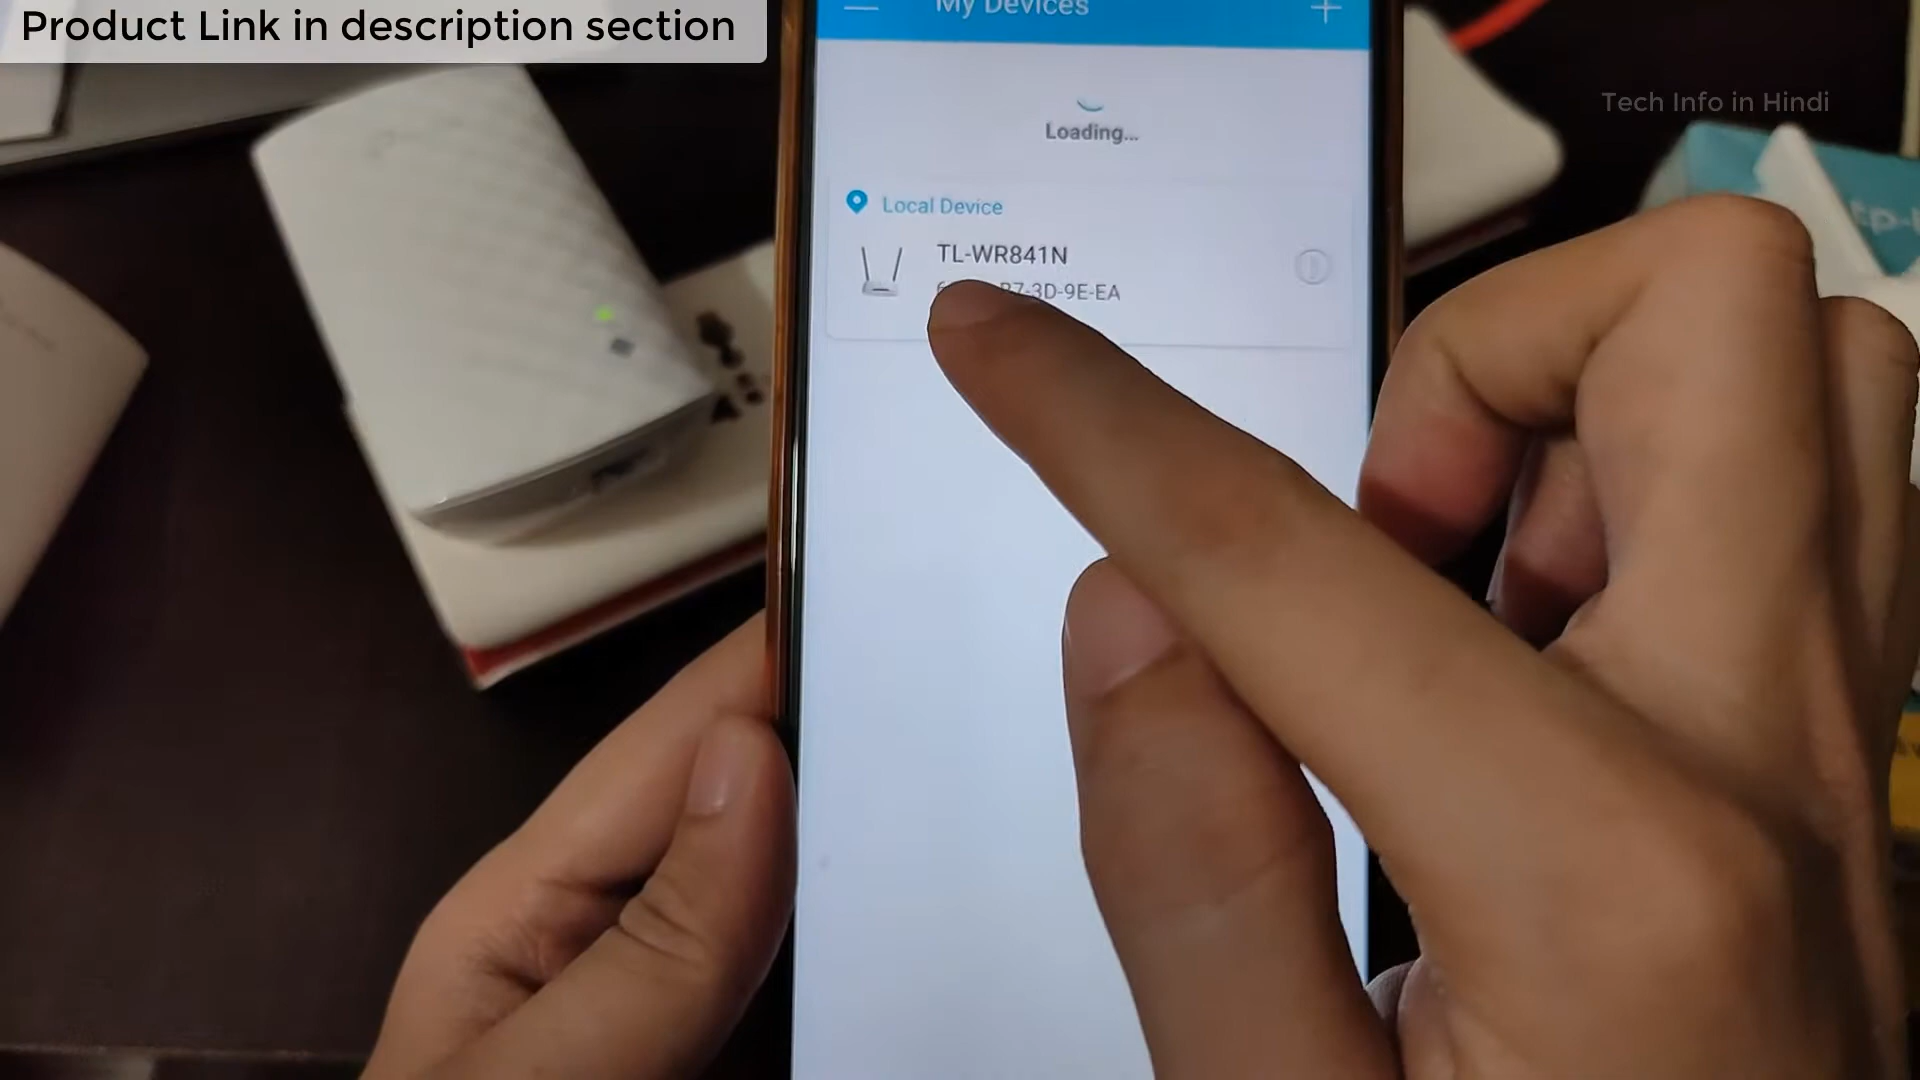 Product Link in description section
My Devices
Tech Info in Hindi
Loading...
Local Device
TL-WR841N
B7-3D-9E-EA
tp-